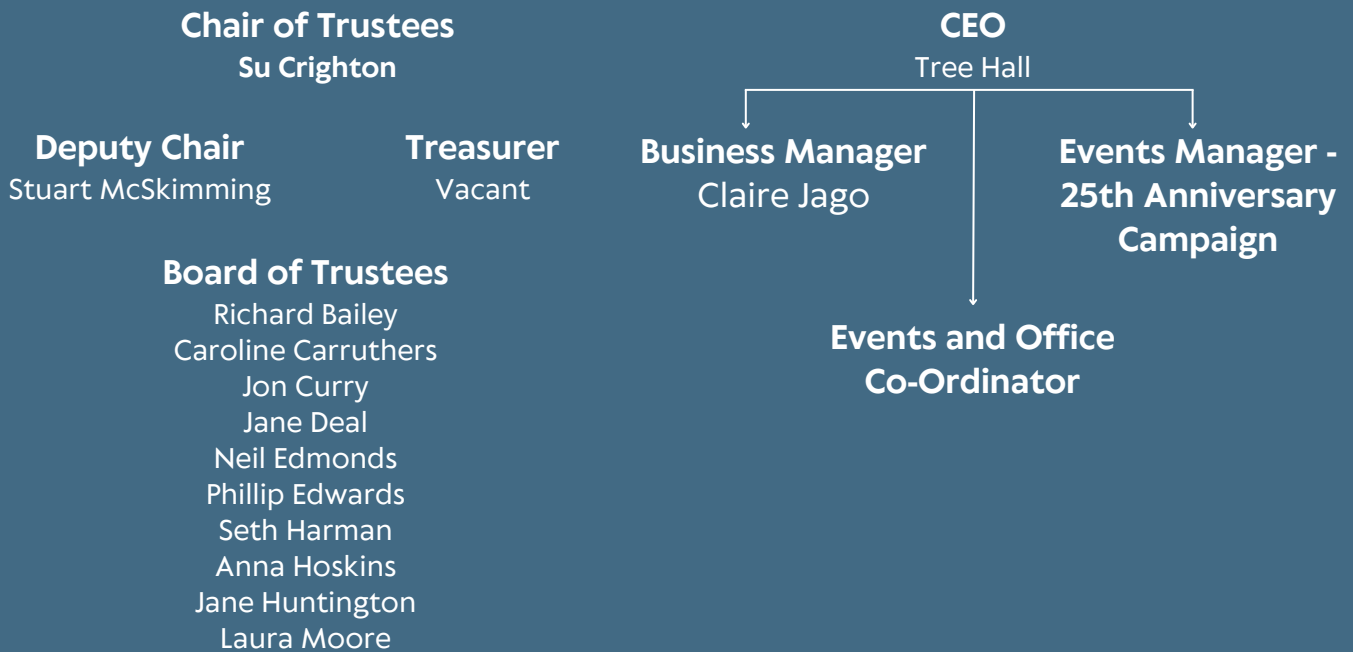 Chair of Trustees
Su Crighton
Deputy Chair
Stuart McSkimming
Treasurer
Vacant
Board of Trustees
Richard Bailey
Caroline Carruthers
Jon Curry
Jane Deal
Neil Edmonds
Phillip Edwards
Seth Harman
Anna Hoskins
Jane Huntington
Laura Moore
CEO
Tree Hall
Business Manager
Claire Jago
Events Manager -
25th Anniversary
Campaign
Events and Office
Co-Ordinator